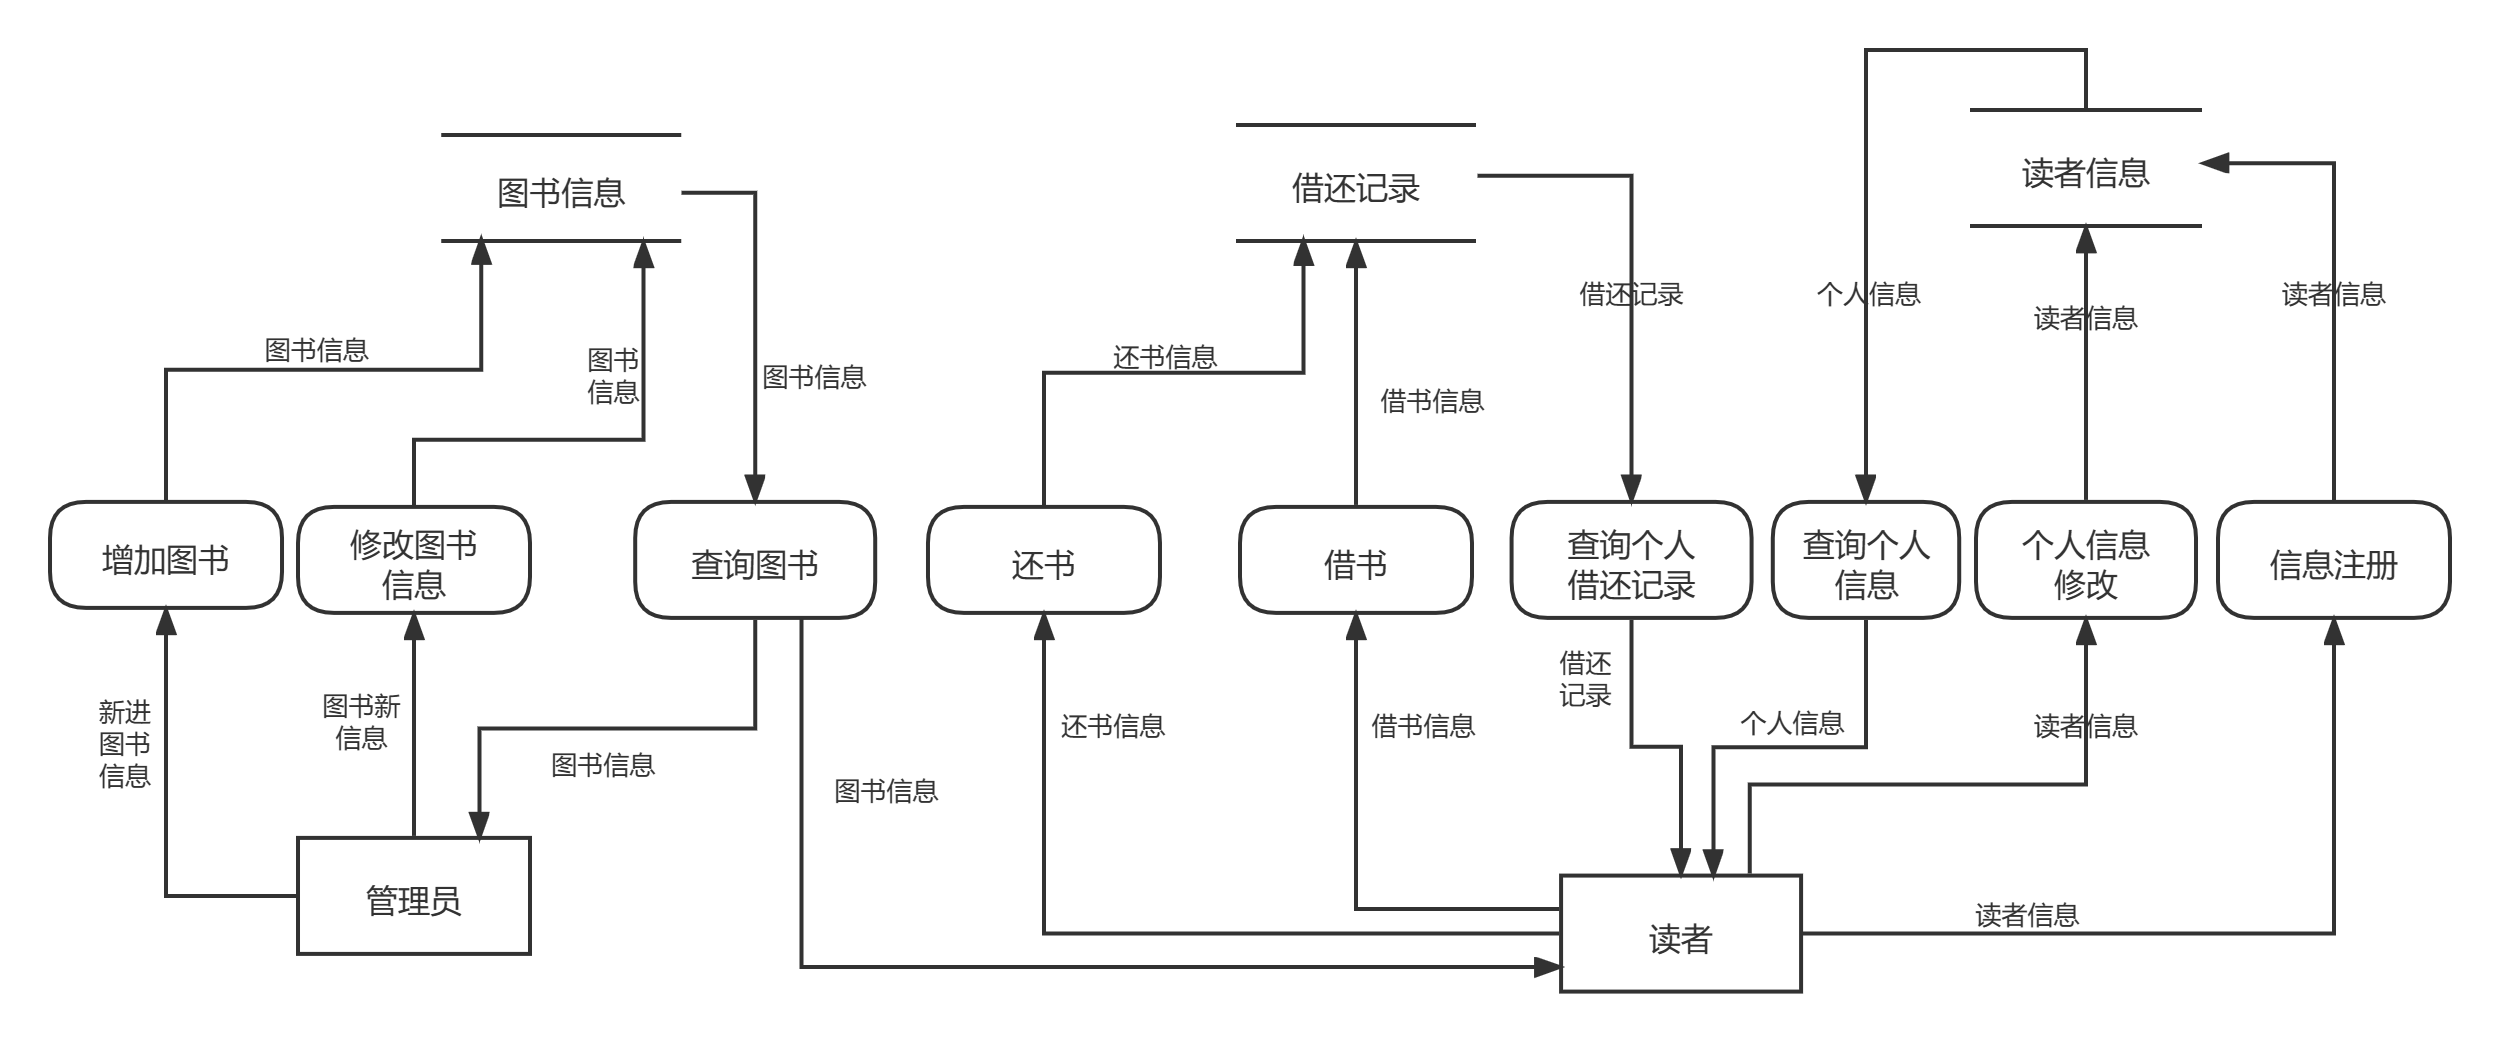 图书信息
借还记录
读者信息
图书信息
图书
信息
图书信息
还书信息
借书信息
借还记录
个人信息
读者信息
读者信息
增加图书
修改图书
信息
查询图书
还书
借书
查询个人
借还记录
查询个人
信息
个人信息
修改
信息注册
新进
图书
信息
图书新
信息
图书信息
图书信息
还书信息
借书信息
借还
记录
个人信息
读者信息
管理员
读者
读者信息